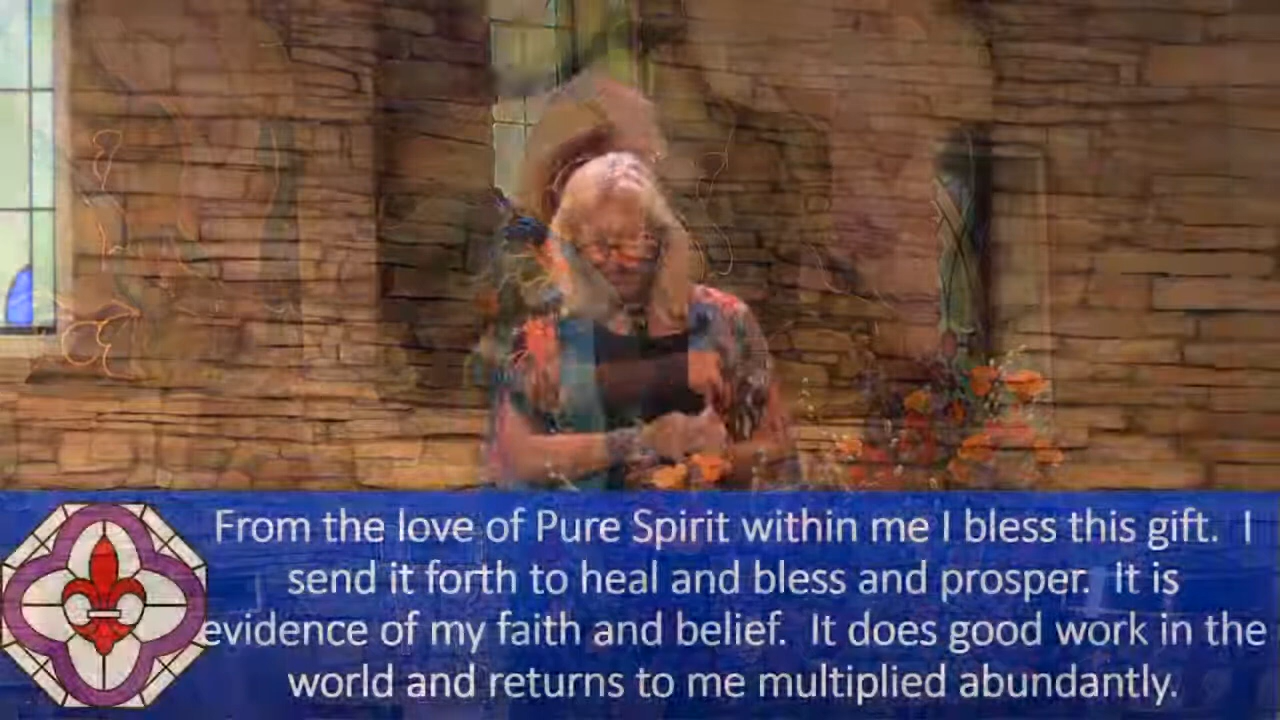 From the love of Pure Spirit within me I bless this gift.  I
send it forth to heal and bless and prosper.  It is
evidence of my faith and belief.  It does good work in the
world and returns to me multiplied abundantly.